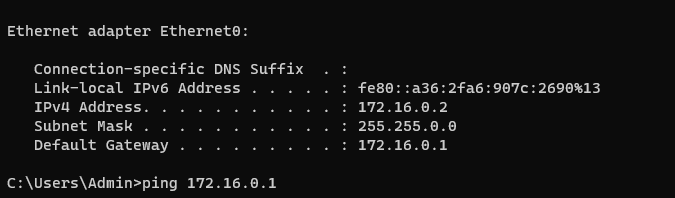 Ethernet adapter Ethernet0:
Connection-specific DNS Suffix  . :
Link-local IPv6 Address . . . . . : fe80::a36:2fa6:907c:2690%13
IPv4 Address. . . . . . . . . . . : 172.16.0.2
Subnet Mask . . . . . . . . . . . : 255.255.0.0
Default Gateway . . . . . . . . . : 172.16.0.1
C:\Users\Admin>ping 172.16.0.1